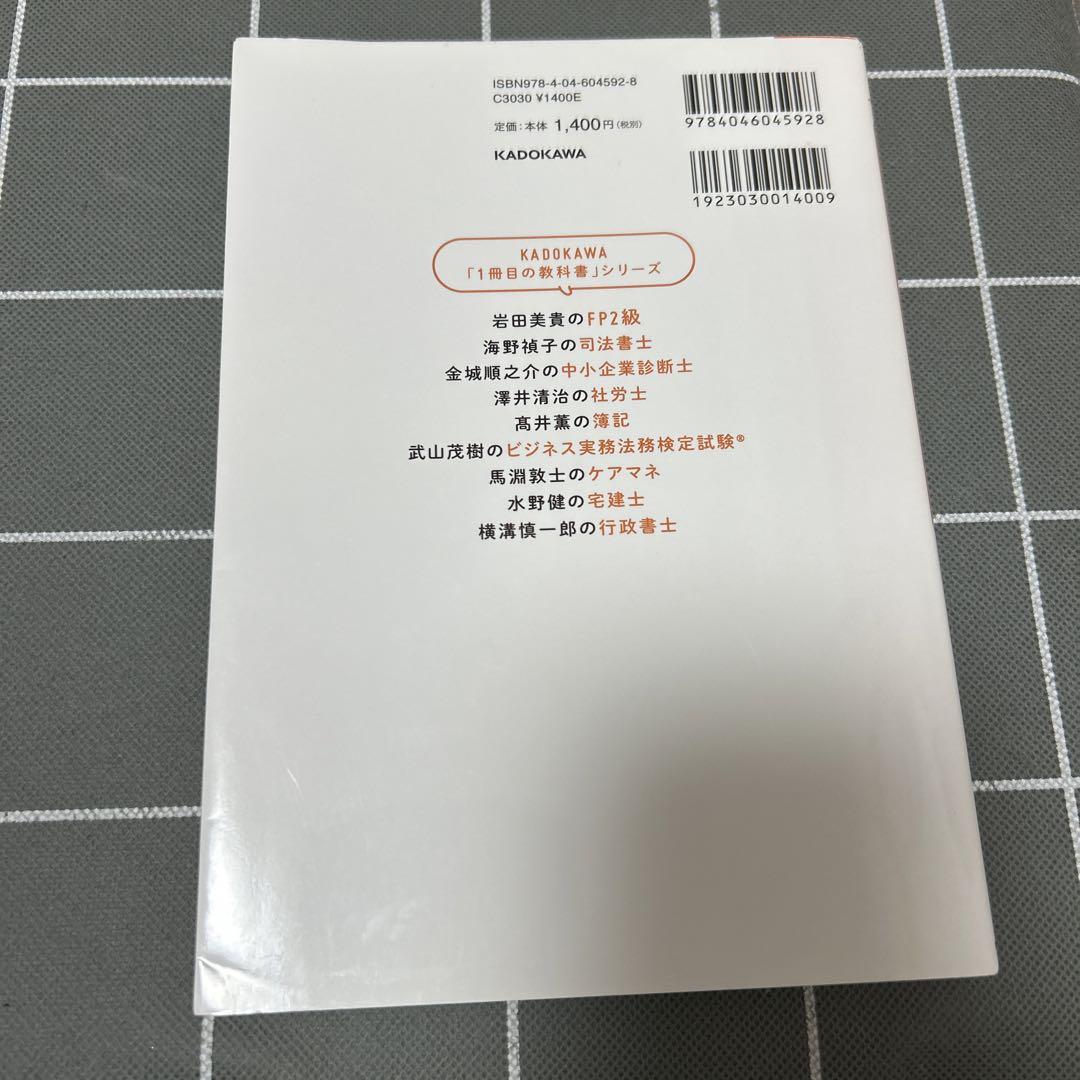 ISBN978-4-04-604592-8
C3030 ¥1400E
定価:本体 1,400円(税別)
KADOKAWA
9784046045928
1923030014009
KADOKAWA
「1冊目の教科書」シリーズ
岩田美貴のFP2級
海野禎子の司法書士
金城順之介の中小企業診断士
澤井清治の社労士
髙井薫の簿記
武山茂樹のビジネス実務法務検定試験®
馬淵敦士のケアマネ
水野健の宅建士
横溝慎一郎の行政書士